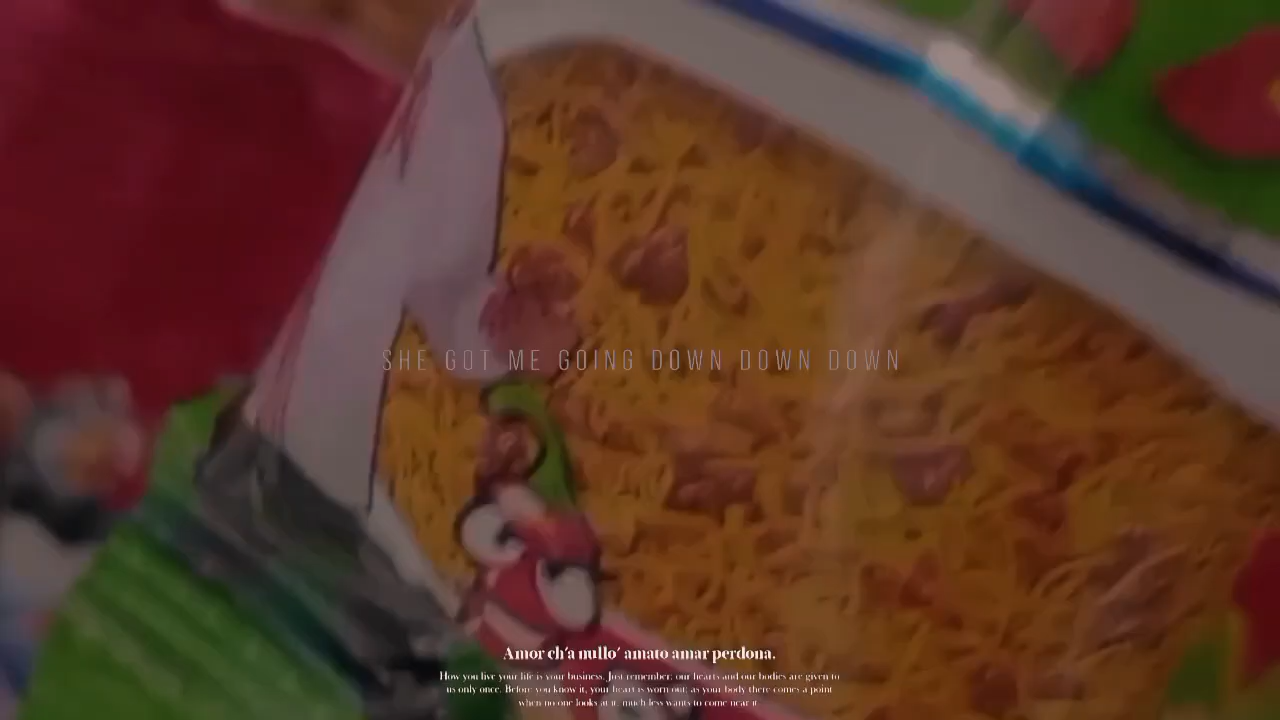 SHE GOT ME GOING DOWN DOWN DOWN
Amor ch'a nullo' amato amar perdona.
How you live your life is your business. Just remember: our hearts and our bodies are given to
us only once. Before you know it, your heart is worn out; as your body there comes a point
when no one looks at it, much less wants to come near it.